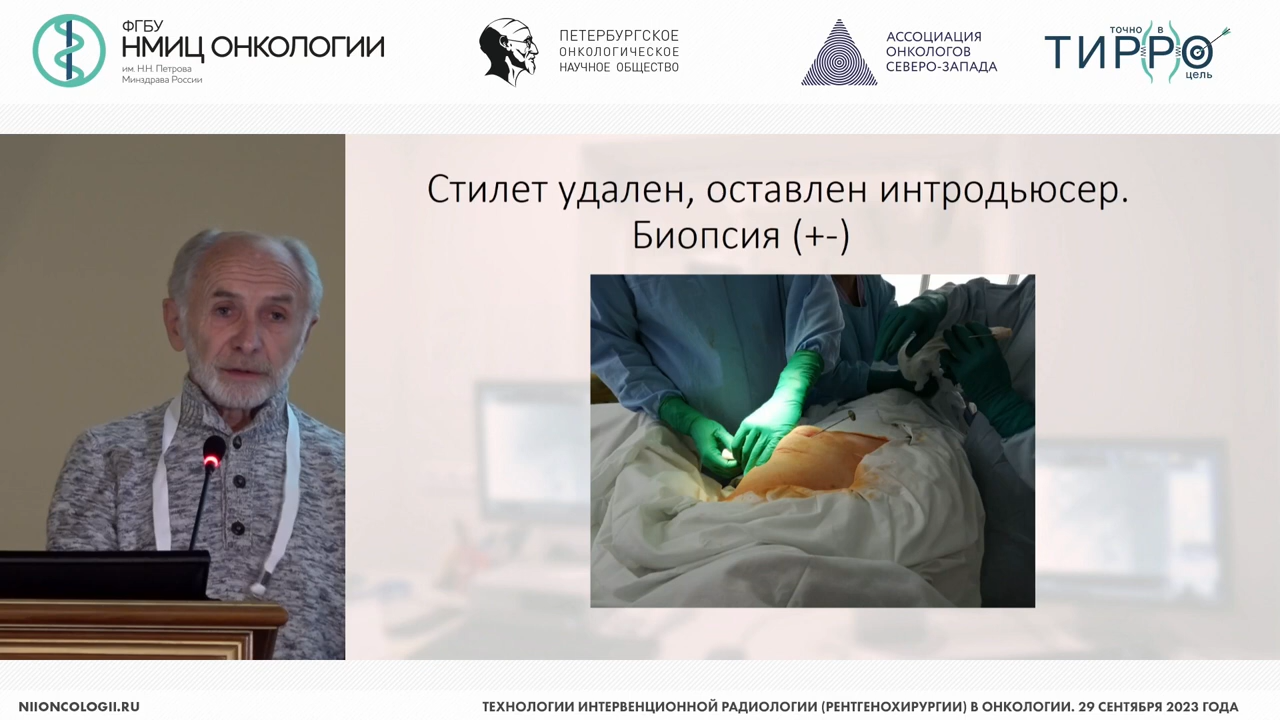 ФГБУ
НМИЦ ОНКОЛОГИИ
им. Н.Н. Петрова
Минздрава России
ПЕТЕРБУРГСКОЕ
ОНКОЛОГИЧЕСКОЕ
НАУЧНОЕ ОБЩЕСТВО
АССОЦИАЦИЯ
ОНКОЛОГОВ
СЕВЕРО-ЗАПАДА
ТОЧНО В
ТИРРО
цель
Стилет удален, оставлен интродьюсер.
Биопсия (+-)
NIIONCOLOGII.RU
ТЕХНОЛОГИИ ИНТЕРВЕНЦИОННОЙ РАДИОЛОГИИ (РЕНТГЕНОХИРУРГИИ) В ОНКОЛОГИИ. 29 СЕНТЯБРЯ 2023 ГОДА